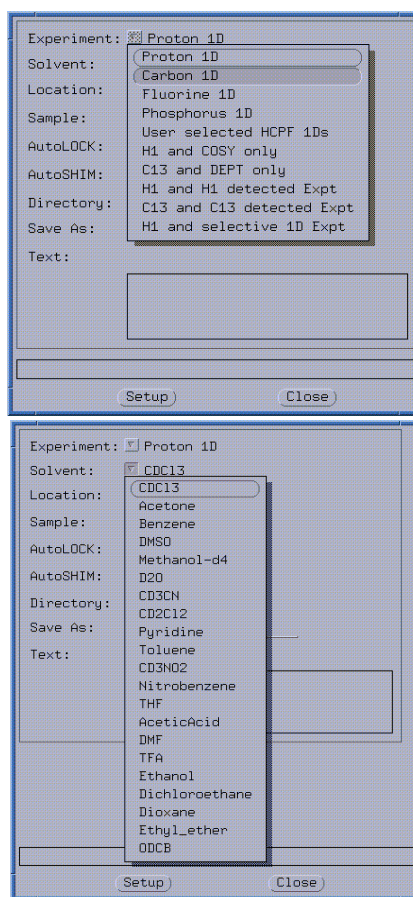 Experiment: Proton 1D
Proton 1D
Solvent:
Carbon 1D
Location:
Fluorine 1D
Sample:
Phosphorus 1D
User selected HCPF 1Ds
AutoLOCK:
H1 and COSY only
AutoSHIM:
C13 and DEPT only
H1 and H1 detected Expt
Directory:
C13 and C13 detected Expt
Save As:
H1 and selective 1D Expt
Text:
Setup Close
Experiment: Proton 1D
Solvent: CDCl3
CDCl3
Location:
Acetone
Sample:
Benzene
DMSO
AutoLOCK:
Methanol-d4
AutoSHIM:
D2O
CD3CN
Directory:
CD2Cl2
Save As:
Pyridine
Text:
Toluene
CD3NO2
Nitrobenzene
THF
AceticAcid
DMF
TFA
Ethanol
Dichloroethane
Dioxane
Ethyl_ether
ODCB
Setup Close